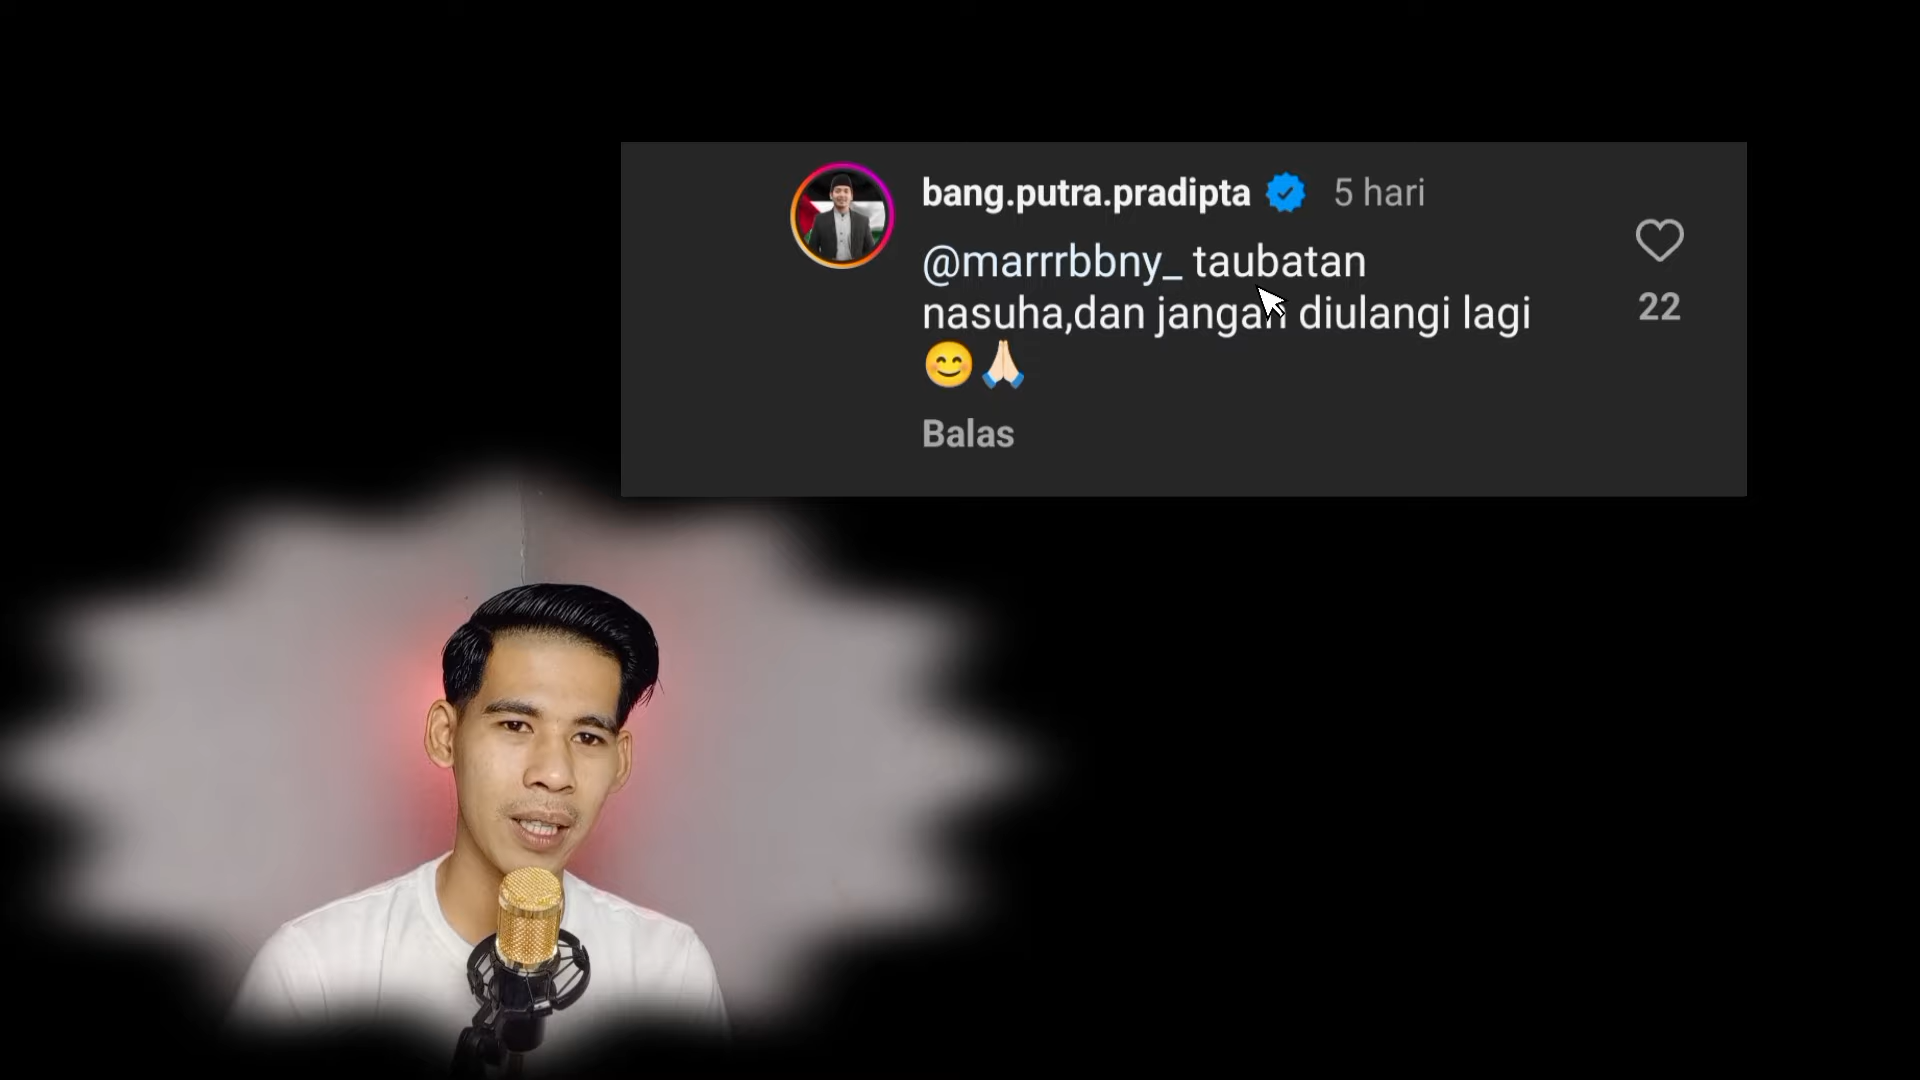 bang.putra.pradipta 5 hari
@marrrbbny_ taubatan
nasuha,dan jangan diulangi lagi
😊🙏🏻
22
Balas